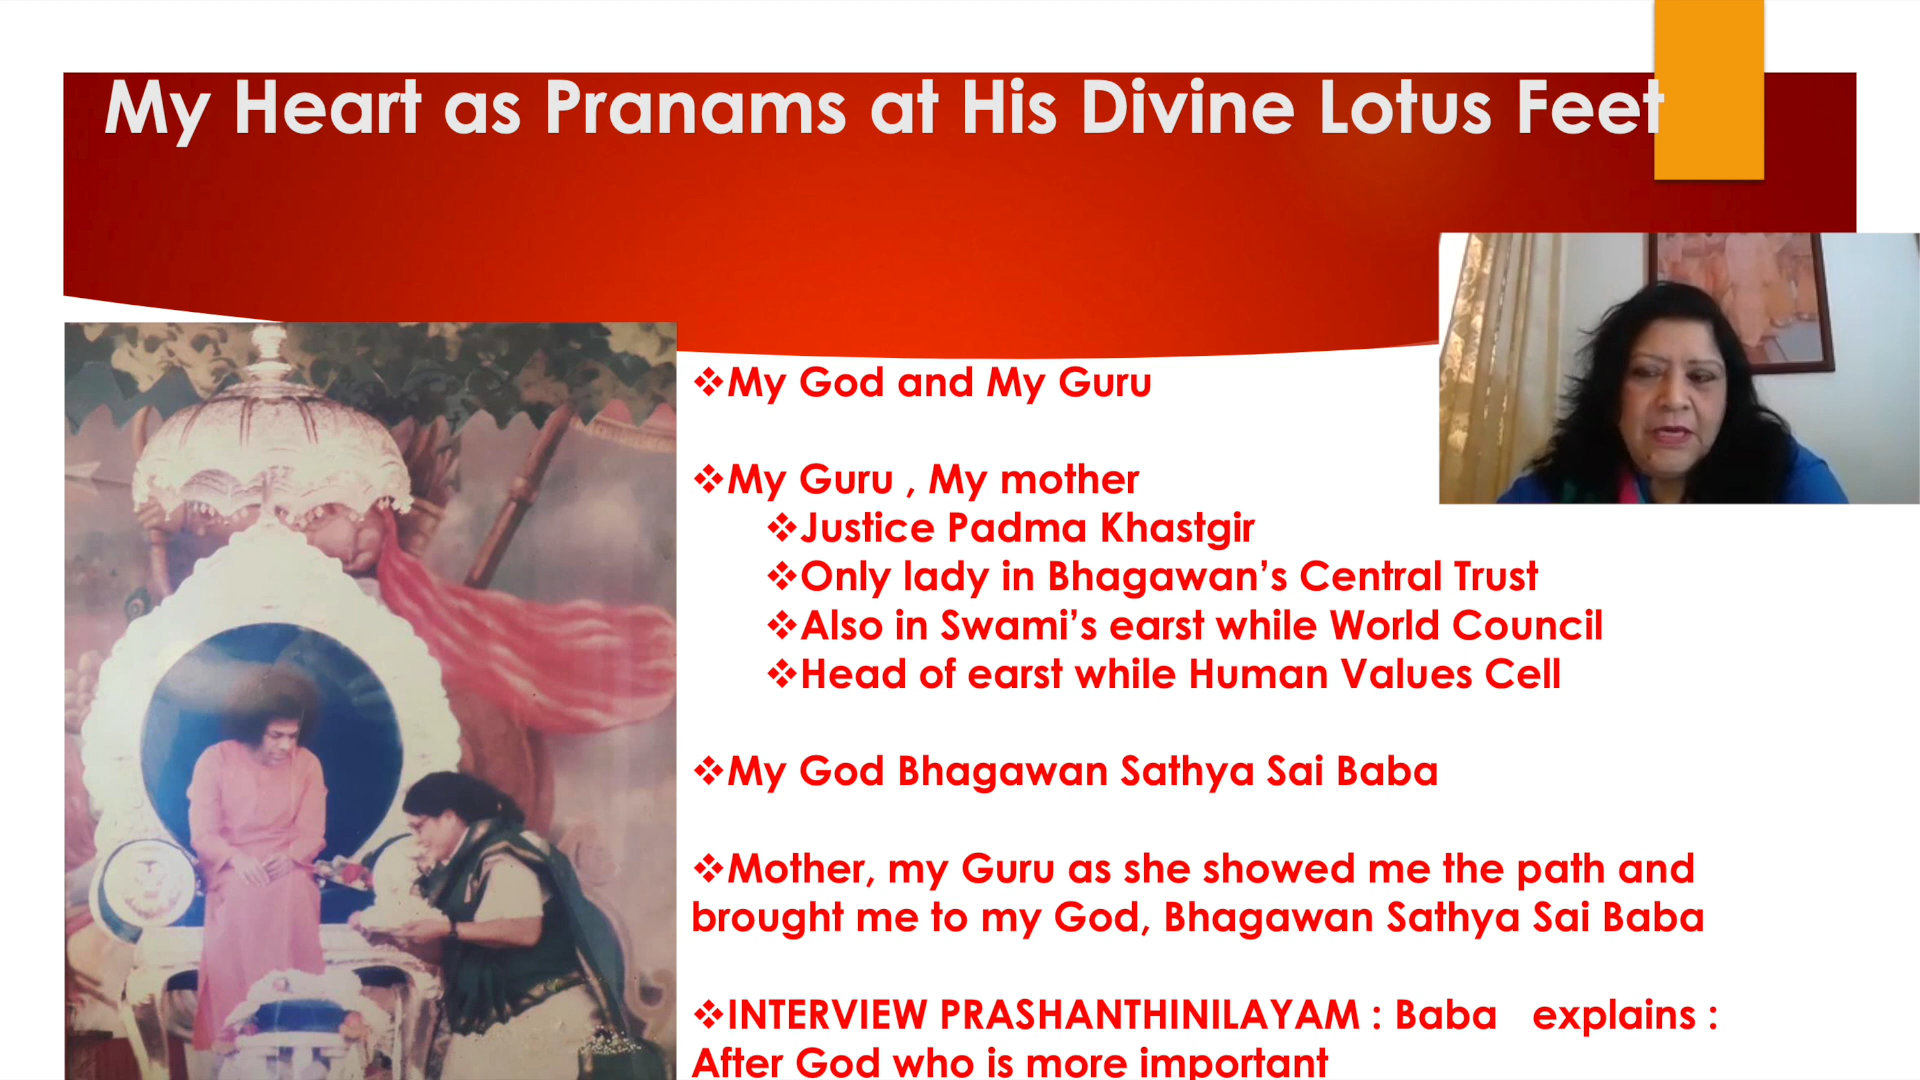 My Heart as Pranams at His Divine Lotus Feet
❖My God and My Guru
❖My Guru , My mother
❖Justice Padma Khastgir
❖Only lady in Bhagawan’s Central Trust
❖Also in Swami’s earst while World Council
❖Head of earst while Human Values Cell
❖My God Bhagawan Sathya Sai Baba
❖Mother, my Guru as she showed me the path and
brought me to my God, Bhagawan Sathya Sai Baba
❖INTERVIEW PRASHANTHINILAYAM : Baba   explains :
After God who is more important